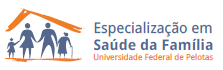 Especialização em
Saúde da Família
Universidade Federal de Pelotas